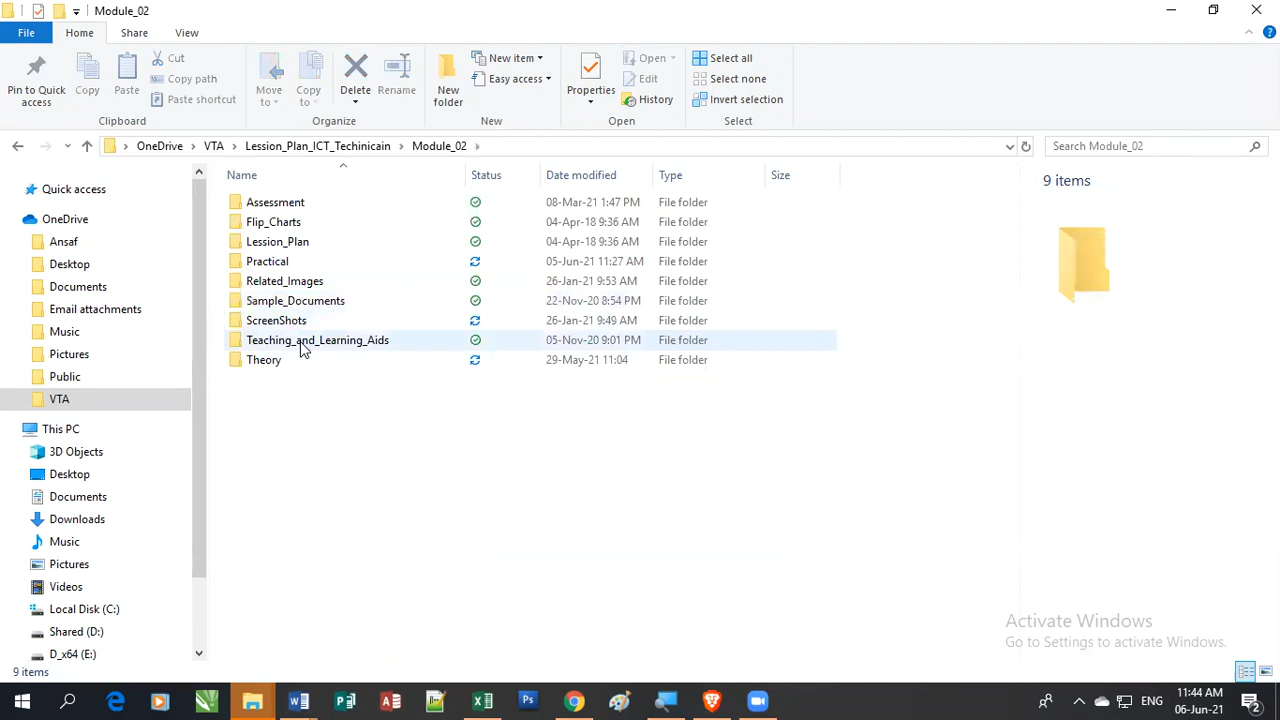 Module_02
File Home Share View
Pin to Quick access
Copy
Paste
Cut
Copy path
Paste shortcut
Clipboard
Move to
Copy to
Delete
Rename
Organize
New folder
New item
Easy access
New
Properties
Open
Edit
History
Open
Select all
Select none
Invert selection
Select
OneDrive VTA Lession_Plan_ICT_Techinicain Module_02
Search Module_02
Name Status Date modified Type Size
Assessment 08-Mar-21 1:47 PM File folder
Flip_Charts 04-Apr-18 9:36 AM File folder
Lession_Plan 04-Apr-18 9:36 AM File folder
Practical 05-Jun-21 11:27 AM File folder
Related_Images 26-Jan-21 9:53 AM File folder
Sample_Documents 22-Nov-20 8:54 PM File folder
ScreenShots 26-Jan-21 9:49 AM File folder
Teaching_and_Learning_Aids 05-Nov-20 9:01 PM File folder
Theory 29-May-21 11:04 File folder
Quick access
OneDrive
Ansaf
Desktop
Documents
Email attachments
Music
Pictures
Public
VTA
This PC
3D Objects
Desktop
Documents
Downloads
Music
Pictures
Videos
Local Disk (C:)
Shared (D:)
D_x64 (E:)
9 items
Activate Windows
Go to Settings to activate Windows.
9 items
ENG
11:44 AM
06-Jun-21
2